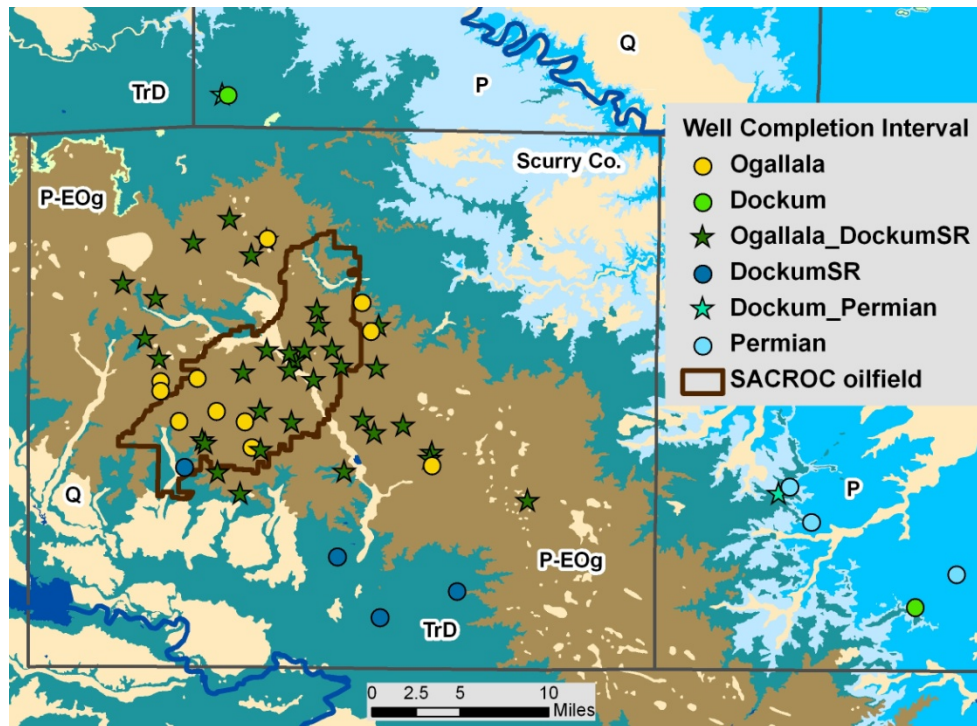 Q
TrD
P
Scurry Co.
P-EOg
Well Completion Interval
Ogallala
Dockum
Ogallala_DockumSR
DockumSR
Dockum_Permian
Permian
SACROC oilfield
Q
P
P-EOg
TrD
0 2.5 5 10
Miles